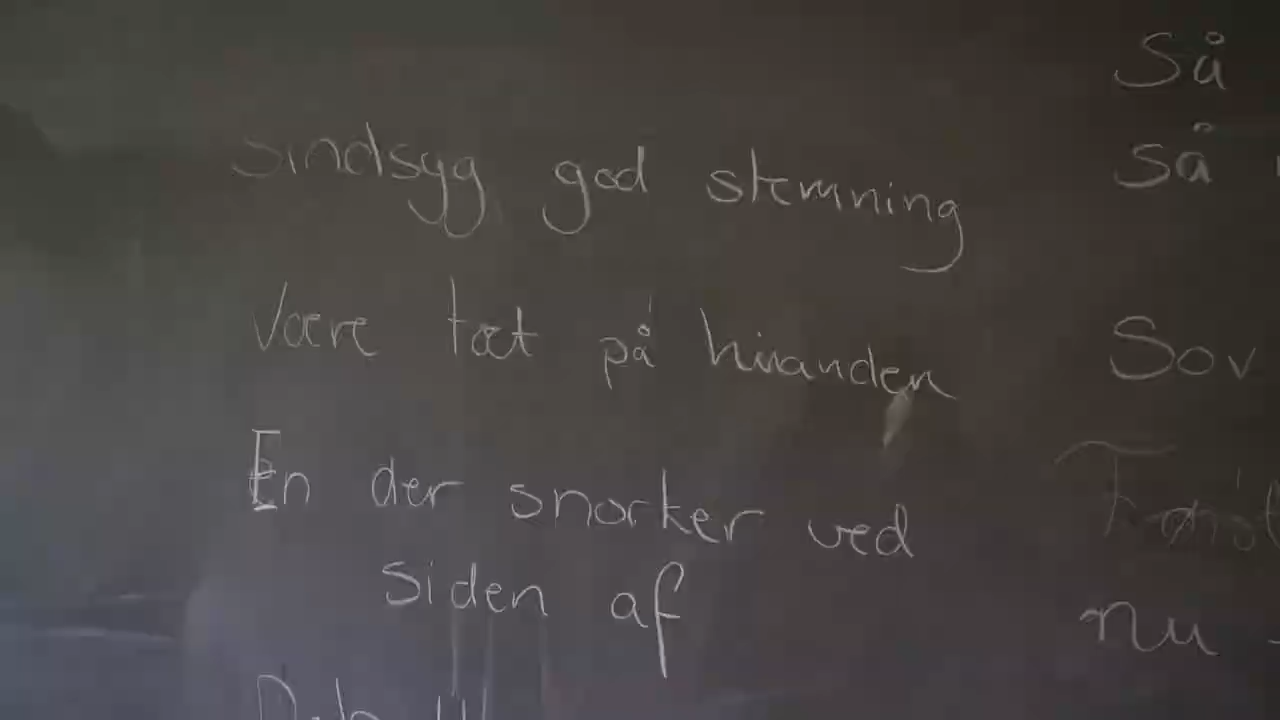 sindsyg god stemning
Være tæt på hinanden
En der snorker ved
siden af
Så
Så
Sov
nu